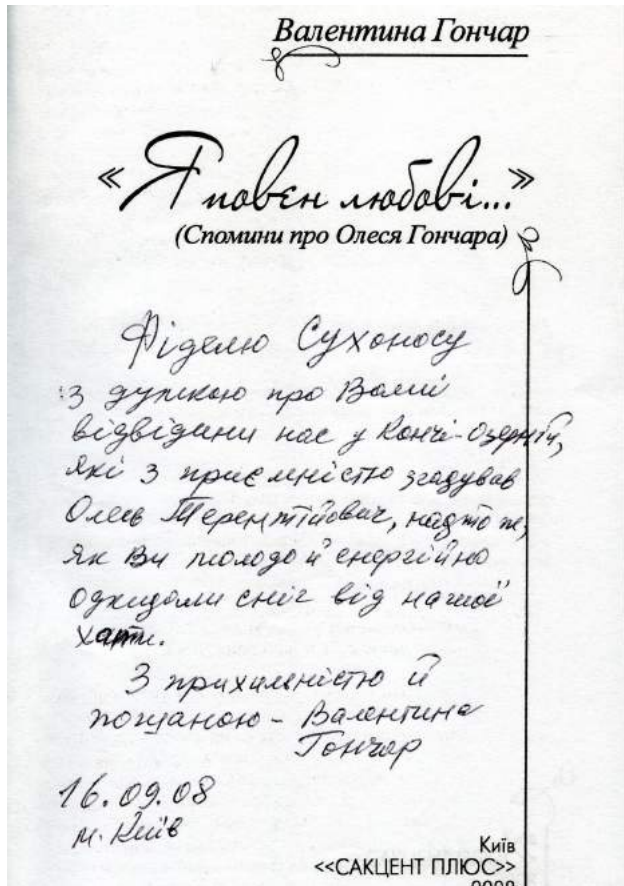 Валентина Гончар
«Я повєн любові...»
(Спомини про Олеся Гончара)
Фіделю Сухоносу
з думкою про Ваші
відвідини нас у Кончі-Озерній,
які з приємністю згадував
Олесь Терентійович, надто те,
як Ви молодо й енергійно
одкидали сніг від нашої
хати.
З прихильністю й
пошаною – Валентина
Гончар
16.09.08
м. Київ
Київ
<<САКЦЕНТ ПЛЮС>>